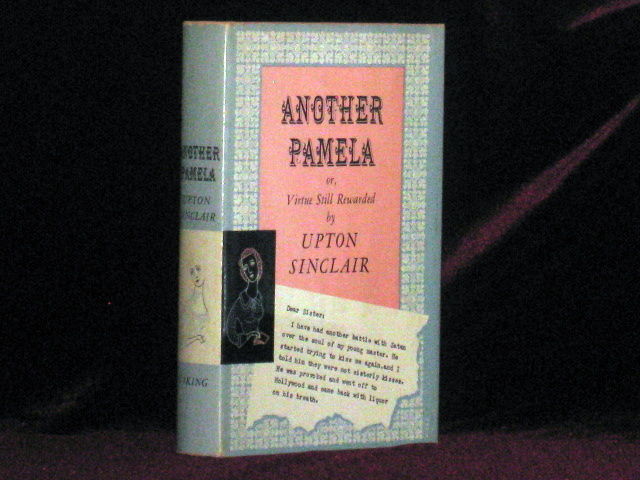 ANOTHER
PAMELA
UPTON
SINCLAIR
VIKING
ANOTHER
PAMELA
or,
Virtue Still Rewarded
by
UPTON
SINCLAIR
Dear Sister:
I have had another battle with Satan
over the soul of my young master. He
started trying to kiss me again, and I
told him they were not sisterly kisses.
He was provoked and went off to
Hollywood and came back with liquor
on his breath.